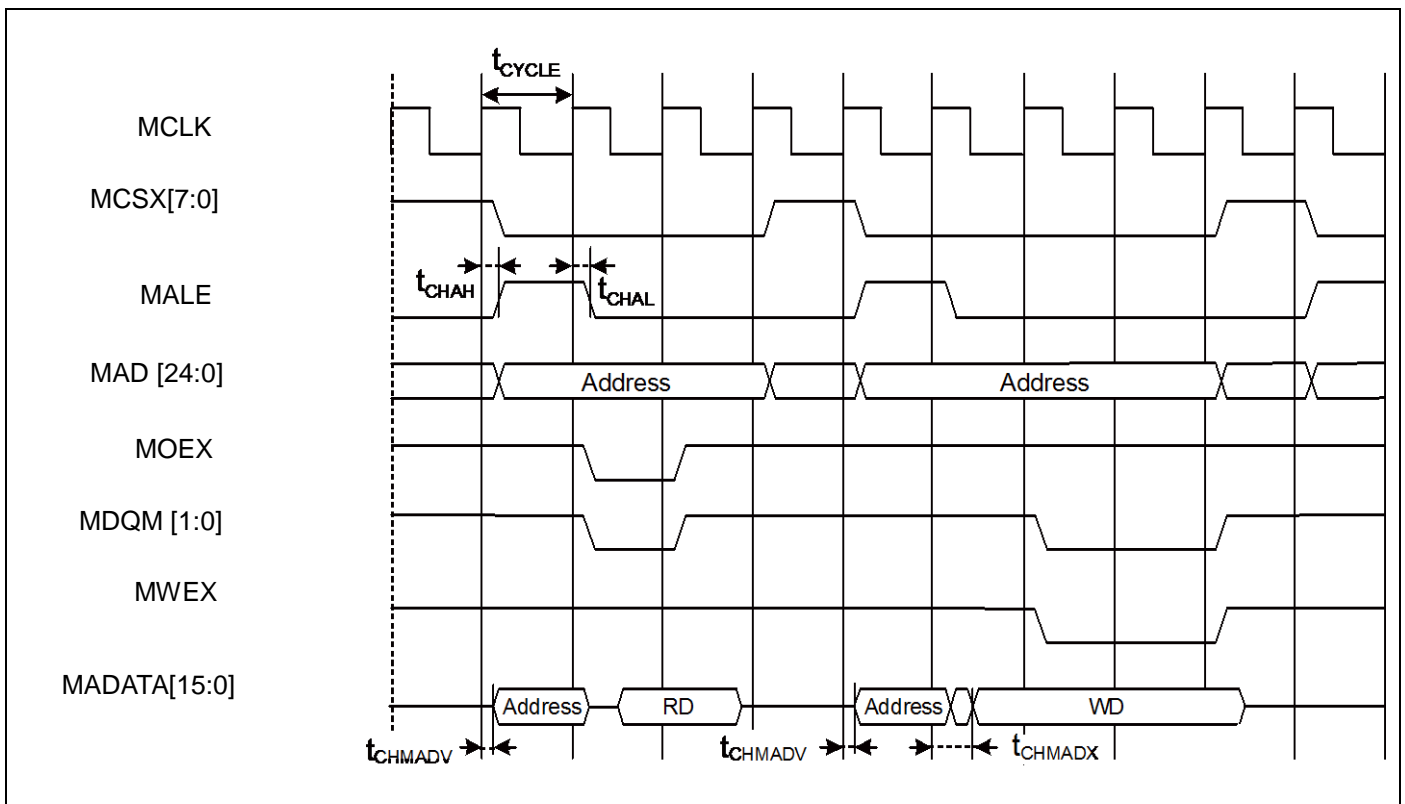 tCYCLE
MCLK
MCSX[7:0]
MALE
tCHAH
tCHAL
MAD [24:0]
Address
Address
MOEX
MDQM [1:0]
MWEX
MADATA[15:0]
Address
RD
Address
WD
tCHMADV
tCHMADV
tCHMADX